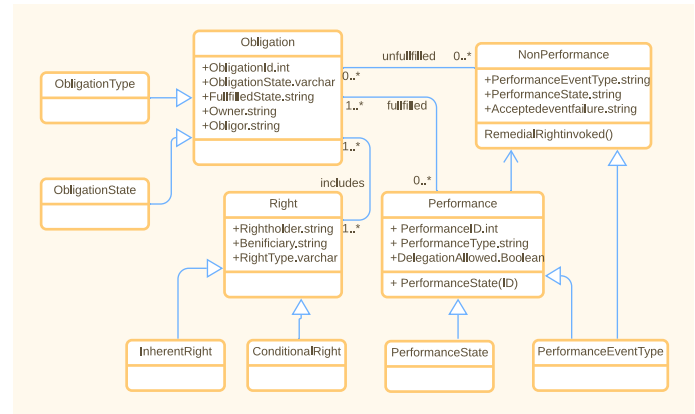 Obligation
+ObligationId.int
+ObligationState.varchar
+FullfilledState.string
+Owner.string
+Obligor.string
unfullfilled
0..*
0..*
NonPerformance
+PerformanceEventType.string
+PerformanceState.string
+Acceptedeventfailure.string
RemedialRightinvoked()
ObligationType
1..*
fullfilled
1..*
ObligationState
includes
0..*
Right
+Rightholder.string
+Benificiary.string
+RightType.varchar
1..*
Performance
+ PerformanceID.int
+ PerformanceType.string
+DelegationAllowed.Boolean
+ PerformanceState(ID)
InherentRight
ConditionalRight
PerformanceState
PerformanceEventType